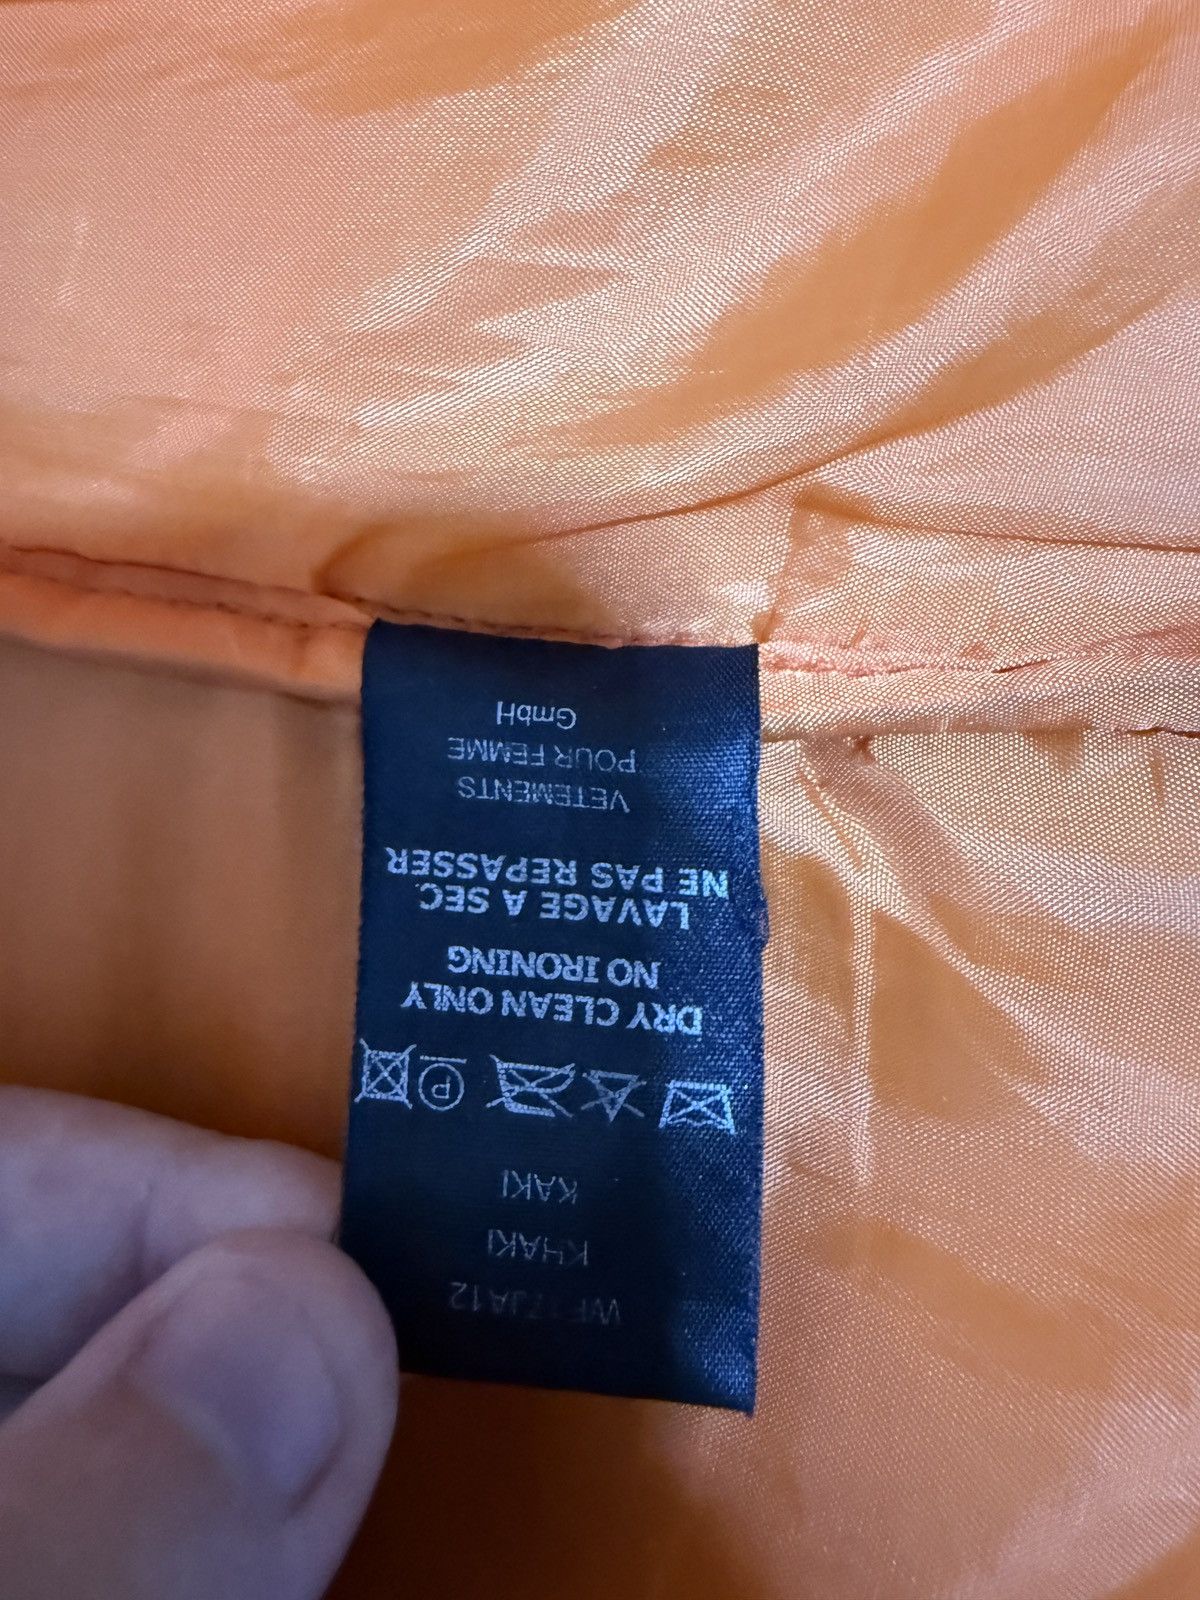 KHAKI
KAKI
P
DRY CLEAN ONLY
NO IRONING
LAVAGE A SEC
NE PAS REPASSER
VETEMENTS
POUR FEMME
GmbH